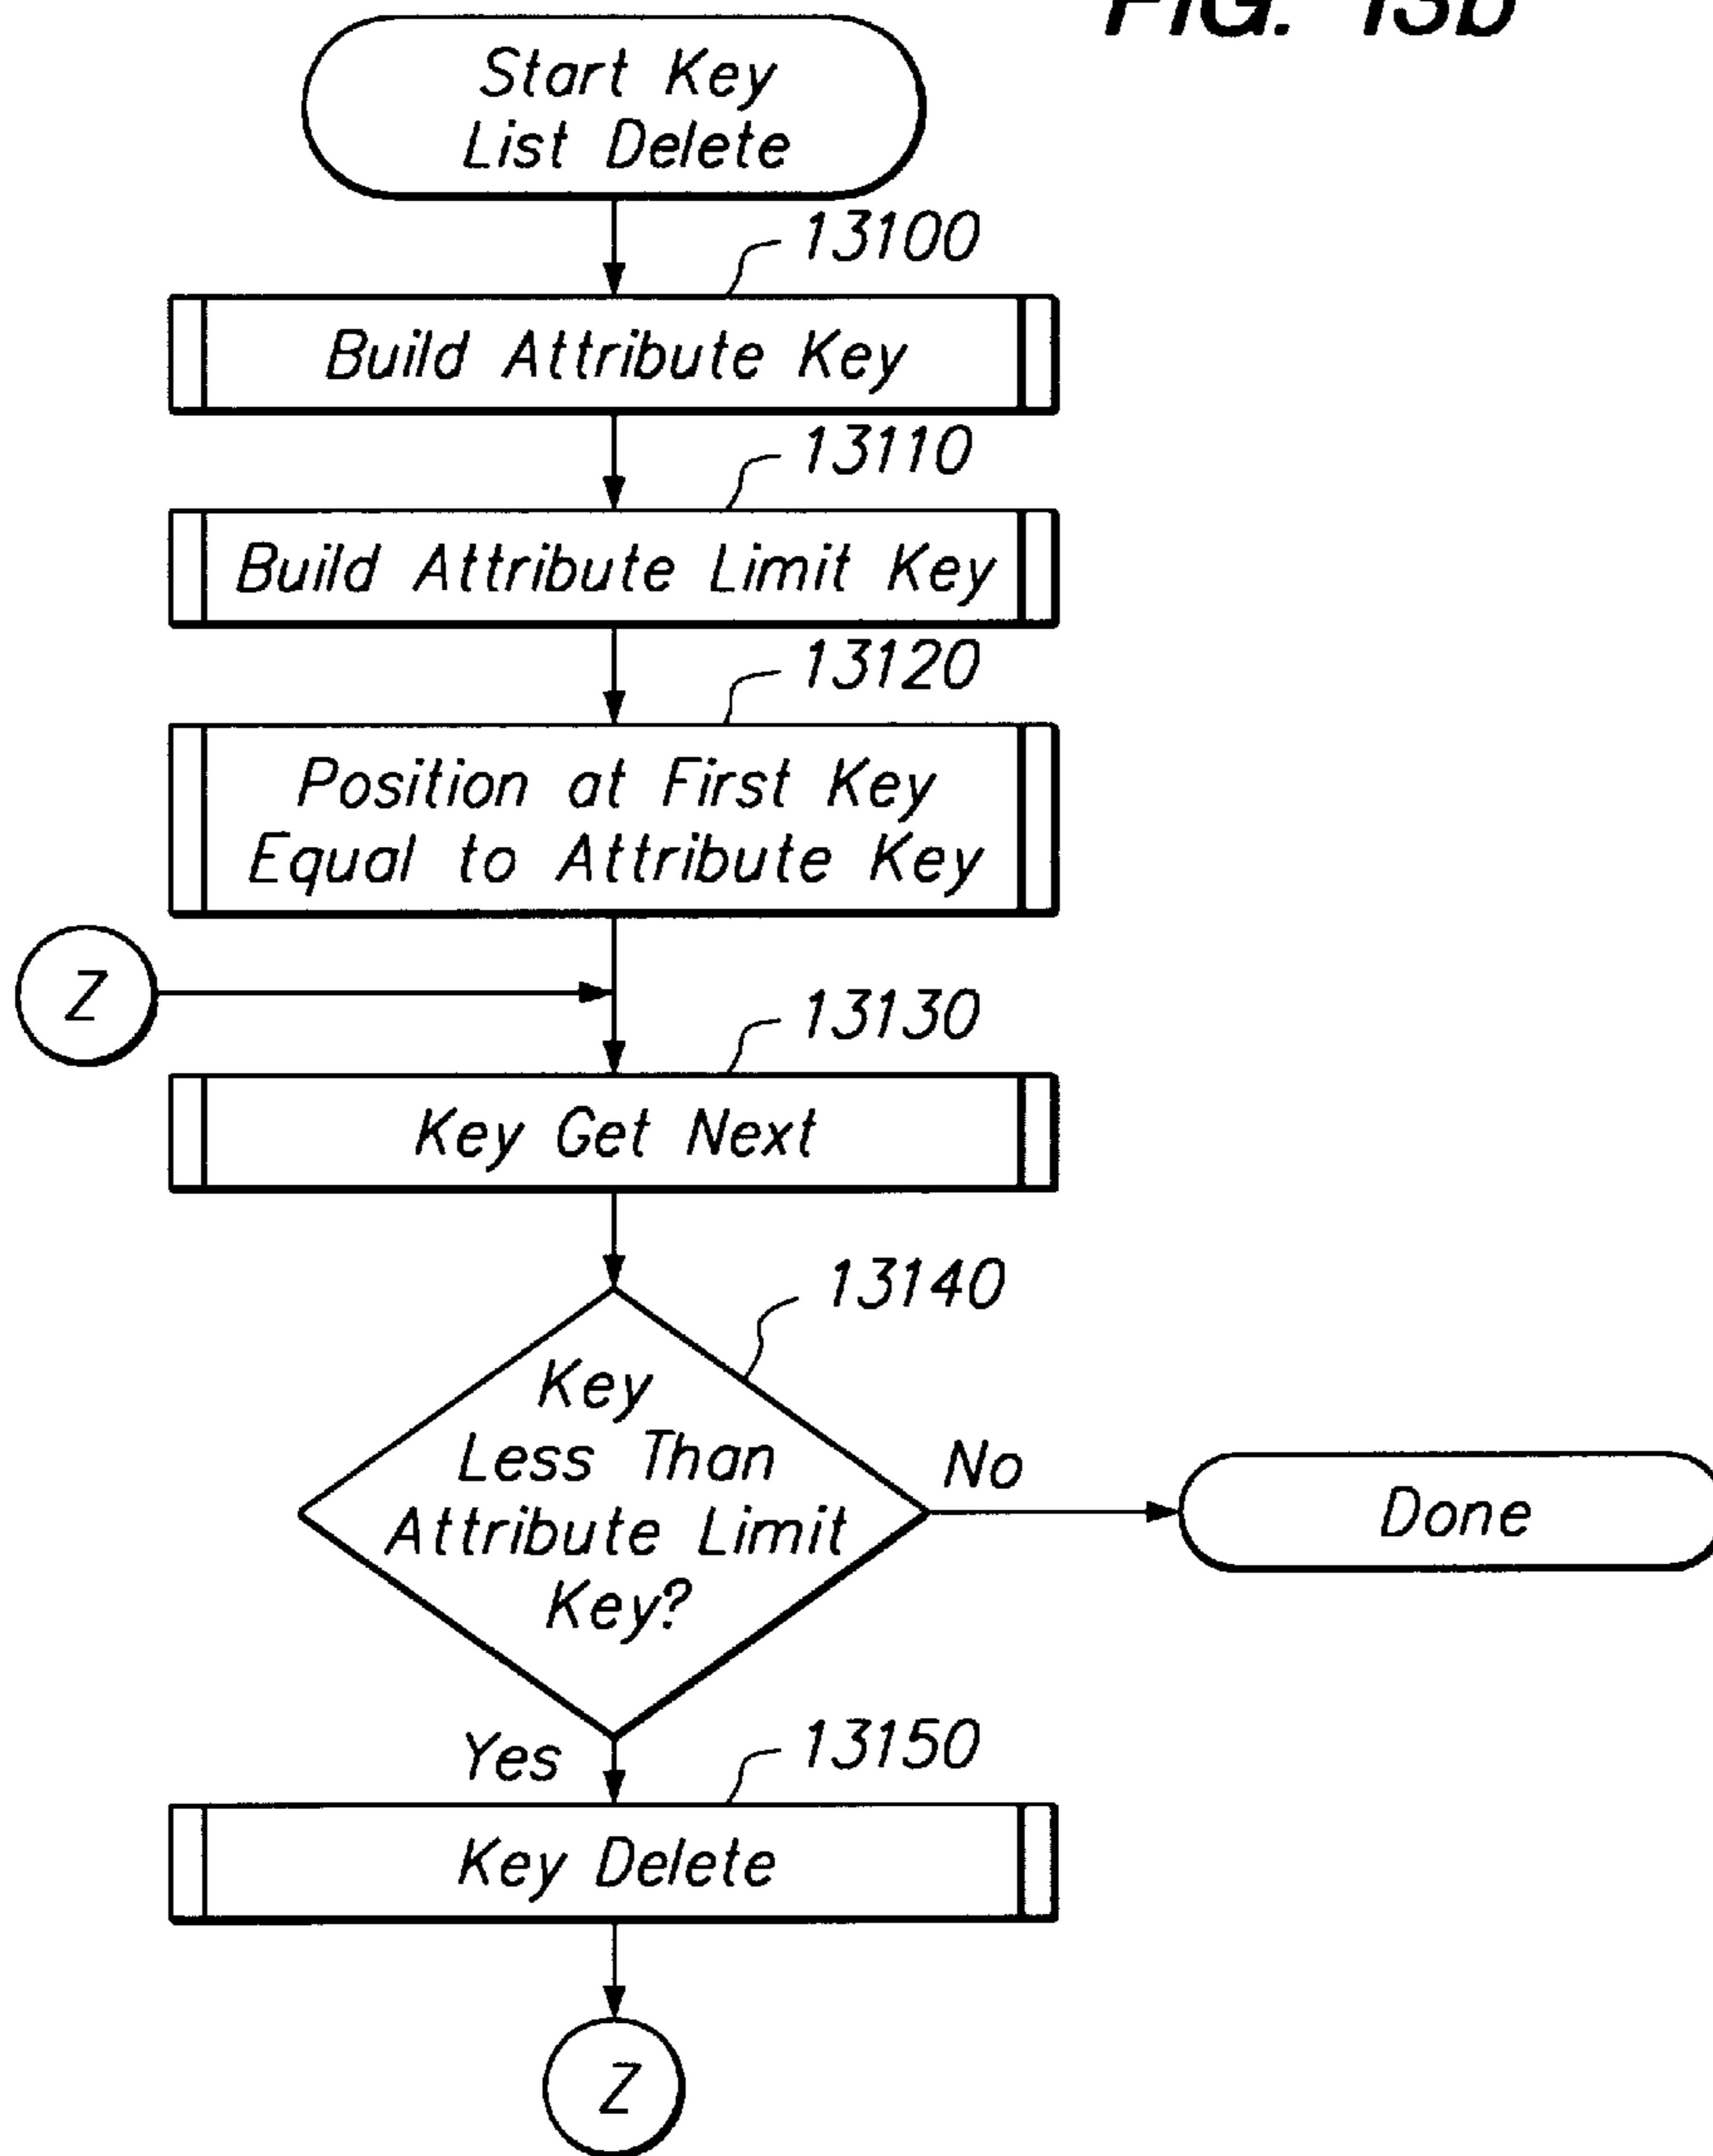 FIG. 13b
Start Key
List Delete
13100
Build Attribute Key
13110
Build Attribute Limit Key
13120
Position at First Key
Equal to Attribute Key
Z
13130
Key Get Next
13140
Key
Less Than
Attribute Limit
Key?
No
Done
Yes
13150
Key Delete
Z